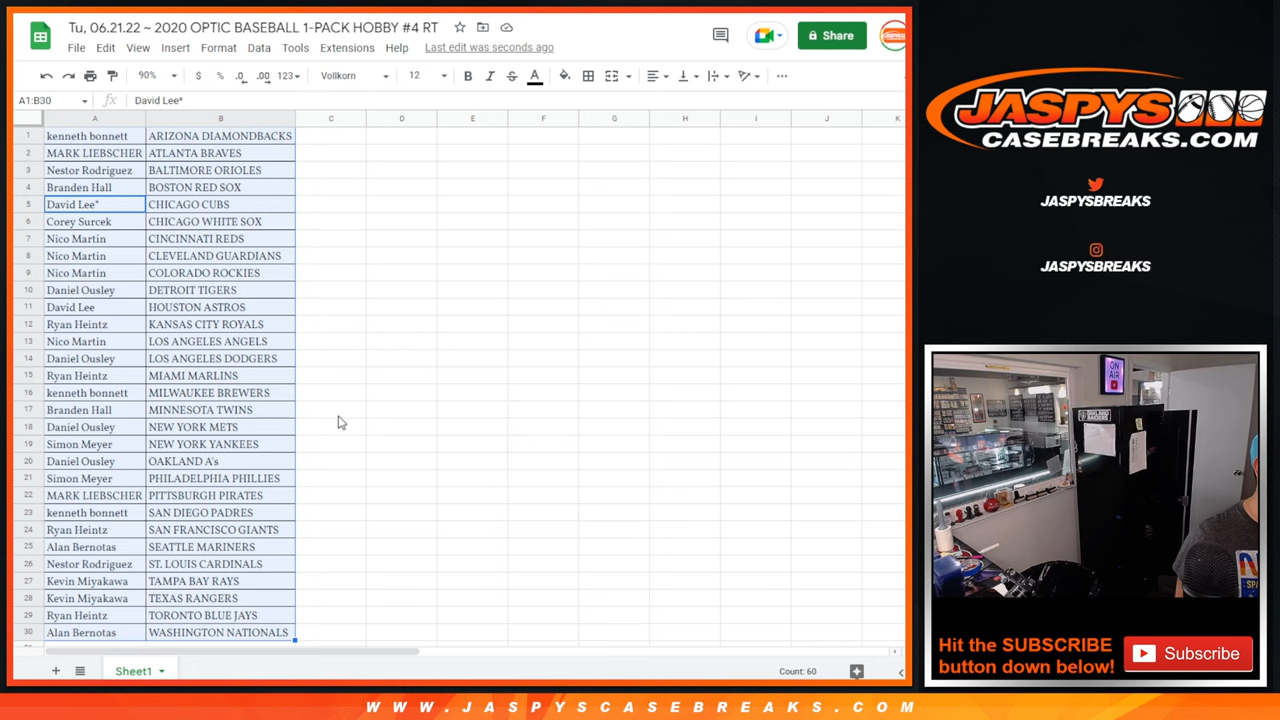 Tu, 06.21.22 ~ 2020 OPTIC BASEBALL 1-PACK HOBBY #4 RT
File Edit View Insert Format Data Tools Extensions Help Last edit was seconds ago
Share
90% $ % .0 .00 123 Vollkorn 12 B I S A
A1:B30 fx David Lee*
A B C D E F G H I J K
1 kenneth bonnett ARIZONA DIAMONDBACKS
2 MARK LIEBSCHER ATLANTA BRAVES
3 Nestor Rodriguez BALTIMORE ORIOLES
4 Branden Hall BOSTON RED SOX
5 David Lee* CHICAGO CUBS
6 Corey Surcek CHICAGO WHITE SOX
7 Nico Martin CINCINNATI REDS
8 Nico Martin CLEVELAND GUARDIANS
9 Nico Martin COLORADO ROCKIES
10 Daniel Ousley DETROIT TIGERS
11 David Lee HOUSTON ASTROS
12 Ryan Heintz KANSAS CITY ROYALS
13 Nico Martin LOS ANGELES ANGELS
14 Daniel Ousley LOS ANGELES DODGERS
15 Ryan Heintz MIAMI MARLINS
16 kenneth bonnett MILWAUKEE BREWERS
17 Branden Hall MINNESOTA TWINS
18 Daniel Ousley NEW YORK METS
19 Simon Meyer NEW YORK YANKEES
20 Daniel Ousley OAKLAND A's
21 Simon Meyer PHILADELPHIA PHILLIES
22 MARK LIEBSCHER PITTSBURGH PIRATES
23 kenneth bonnett SAN DIEGO PADRES
24 Ryan Heintz SAN FRANCISCO GIANTS
25 Alan Bernotas SEATTLE MARINERS
26 Nestor Rodriguez ST. LOUIS CARDINALS
27 Kevin Miyakawa TAMPA BAY RAYS
28 Kevin Miyakawa TEXAS RANGERS
29 Ryan Heintz TORONTO BLUE JAYS
30 Alan Bernotas WASHINGTON NATIONALS
Sheet1 Count: 60
JASPYS
CASEBREAKS.COM
JASPYSBREAKS
JASPYSBREAKS
ON
AIR
OAKLAND
RAIDERS
Hit the SUBSCRIBE
button down below!
Subscribe
WWW.JASPYSCASEBREAKS.COM